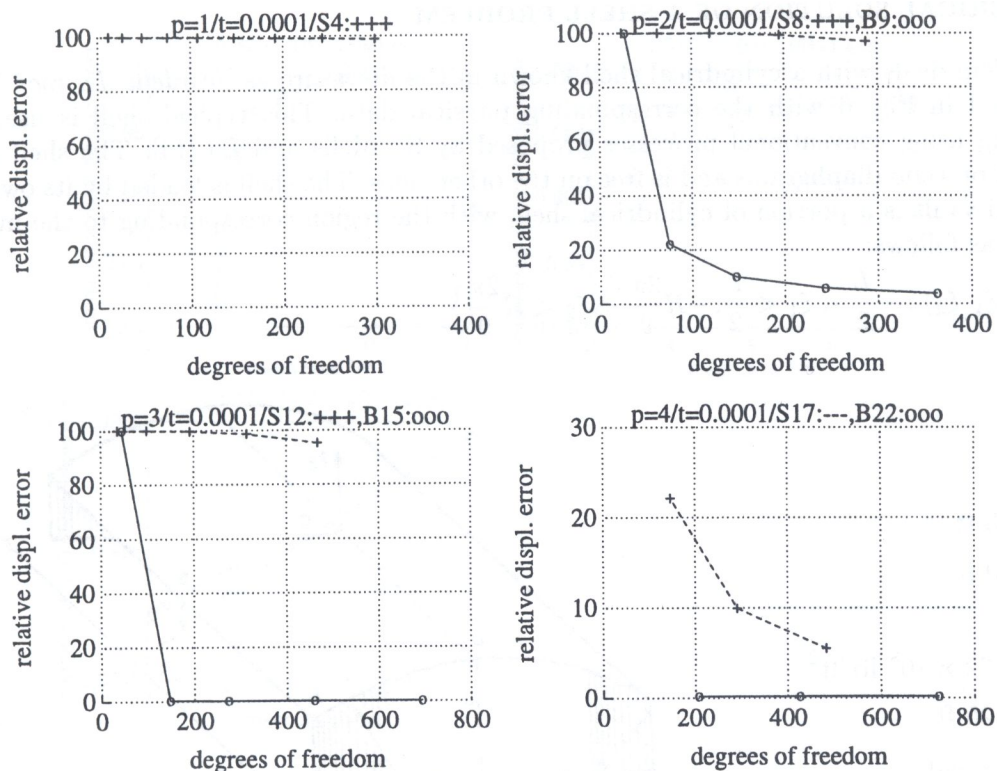 p=1/t=0.0001/S4:+++
100
80
60
40
20
0
relative displ. error
0 100 200 300 400
degrees of freedom
p=2/t=0.0001/S8:+++,B9:ooo
100
80
60
40
20
0
relative displ. error
0 100 200 300 400
degrees of freedom
p=3/t=0.0001/S12:+++,B15:ooo
100
80
60
40
20
0
relative displ. error
0 200 400 600 800
degrees of freedom
p=4/t=0.0001/S17:---,B22:ooo
30
20
10
0
relative displ. error
0 200 400 600 800
degrees of freedom